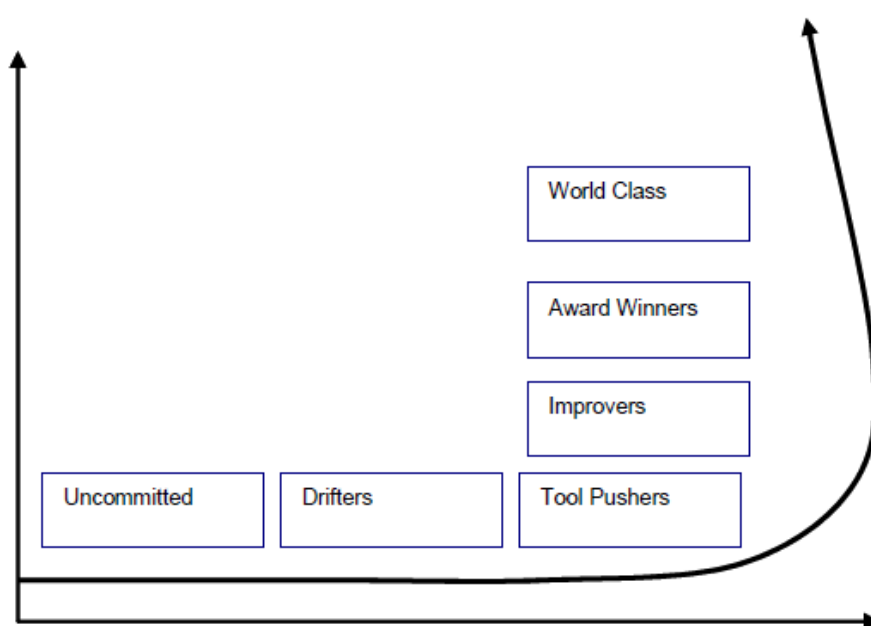 World Class
Award Winners
Improvers
Uncommitted
Drifters
Tool Pushers